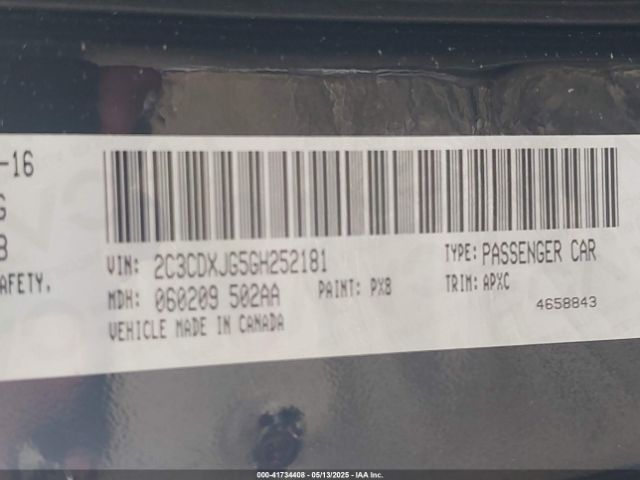 -16
G
B
AFETY.
VIN: 2C3CDXJG5GH252181
TYPE: PASSENGER CAR
MDH: 060209 502AA
PAINT: PXB
TRIM: APXC
VEHICLE MADE IN CANADA
4658843
000-41734408 - 05/13/2025 - IAA Inc.